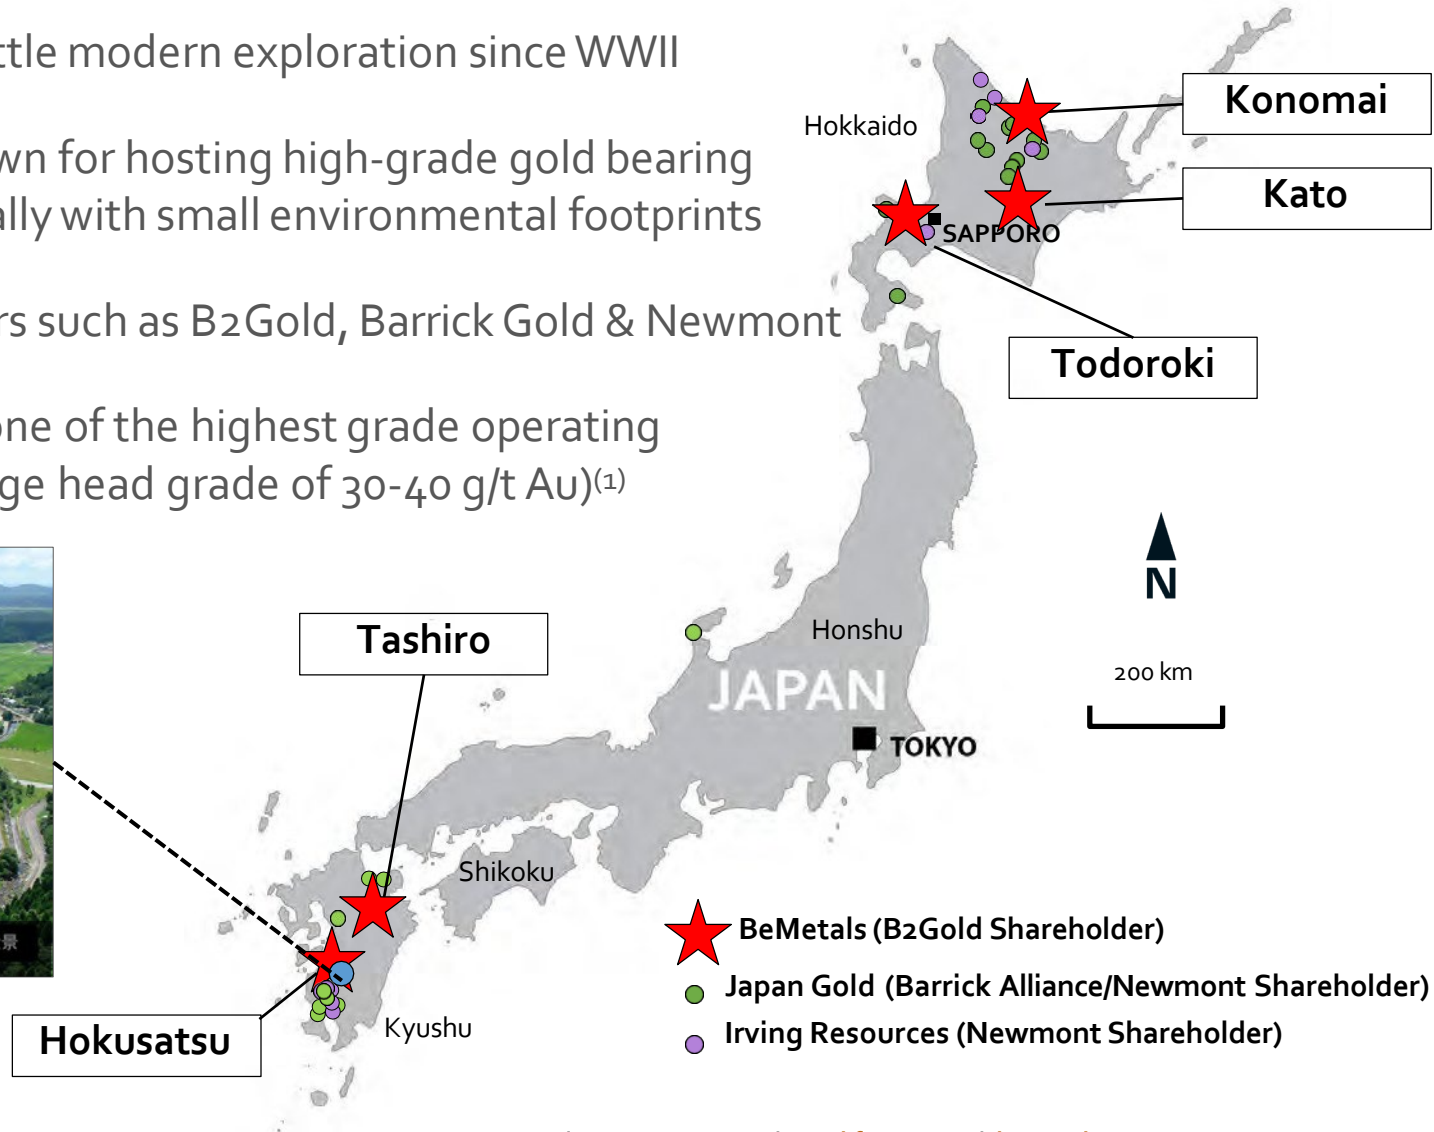 ttle modern exploration since WWII
wn for hosting high-grade gold bearing
ally with small environmental footprints
rs such as B2Gold, Barrick Gold & Newmont
one of the highest grade operating
ge head grade of 30-40 g/t Au)(1)
Hokkaido
Konomai
Kato
SAPPORO
Todoroki
N
200 km
Tashiro
Honshu
JAPAN
TOKYO
Shikoku
景
BeMetals (B2Gold Shareholder)
Japan Gold (Barrick Alliance/Newmont Shareholder)
Irving Resources (Newmont Shareholder)
Hokusatsu
Kyushu